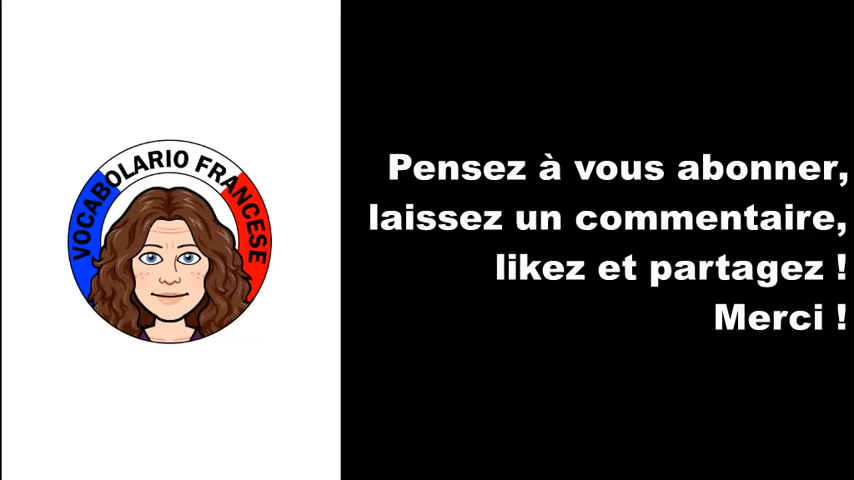 VOCABOLARIO FRANCESE
Pensez à vous abonner,
laissez un commentaire,
likez et partagez !
Merci !